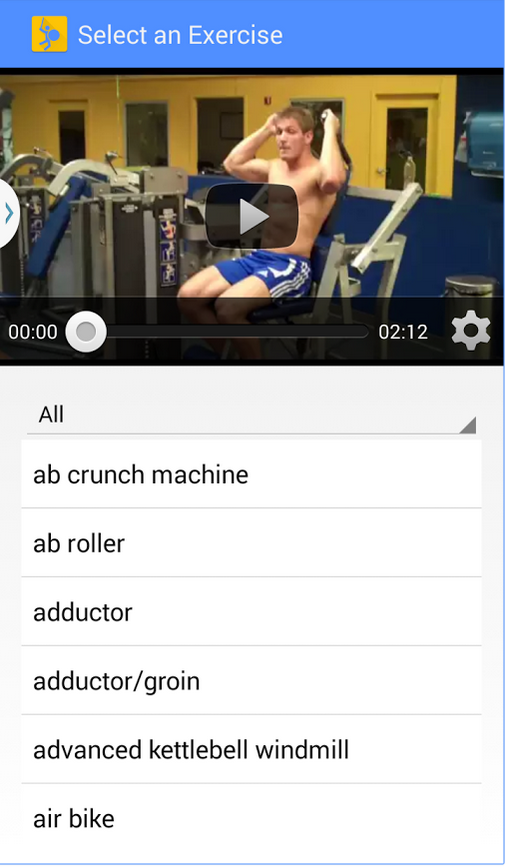 Select an Exercise
00:00
02:12
All
ab crunch machine
ab roller
adductor
adductor/groin
advanced kettlebell windmill
air bike